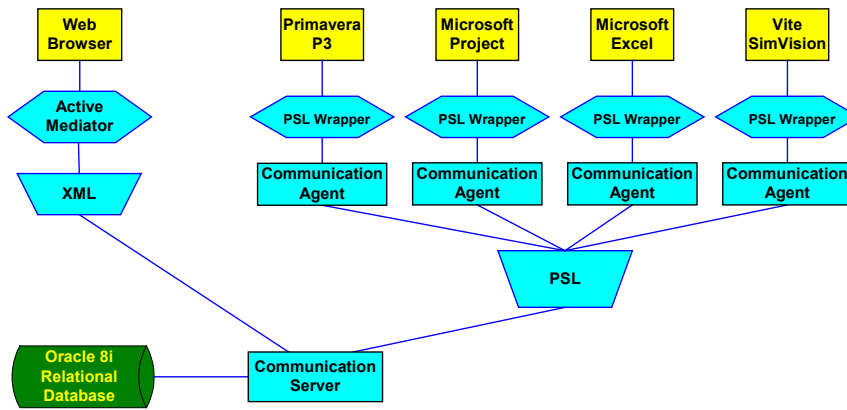 Web
Browser
Primavera
P3
Microsoft
Project
Microsoft
Excel
Vite
SimVision
Active
Mediator
PSL Wrapper
PSL Wrapper
PSL Wrapper
PSL Wrapper
XML
Communication
Agent
Communication
Agent
Communication
Agent
Communication
Agent
PSL
Oracle 8i
Relational
Database
Communication
Server